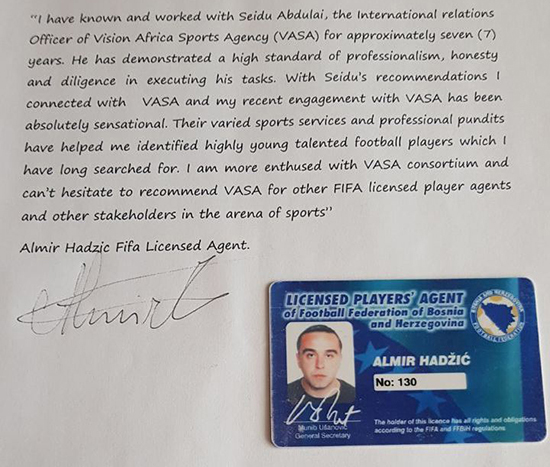 “I have known and worked with Seidu Abdulai, the International relations
Officer of Vision Africa Sports Agency (VASA) for approximately seven (7)
years. He has demonstrated a high standard of professionalism, honesty
and diligence in executing his tasks. With Seidu's recommendations I
connected with VASA and my recent engagement with VASA has been
absolutely sensational. Their varied sports services and professional pundits
have helped me identified highly young talented football players which I
have long searched for. I am more enthused with VASA consortium and
can't hesitate to recommend VASA for other FIFA licensed player agents
and other stakeholders in the arena of sports”
Almir Hadzic Fifa Licensed Agent.
LICENSED PLAYERS' AGENT
of Football Federation of Bosnia
and Herzegovina
BOSNIA AND HERZEGOVINA
FOOTBALL FEDERATION
ALMIR HADŽIĆ
No: 130
Munib Ušanović
General Secretary
The holder of this licence has all rights and obligations
according to the FIFA and FFBiH regulations